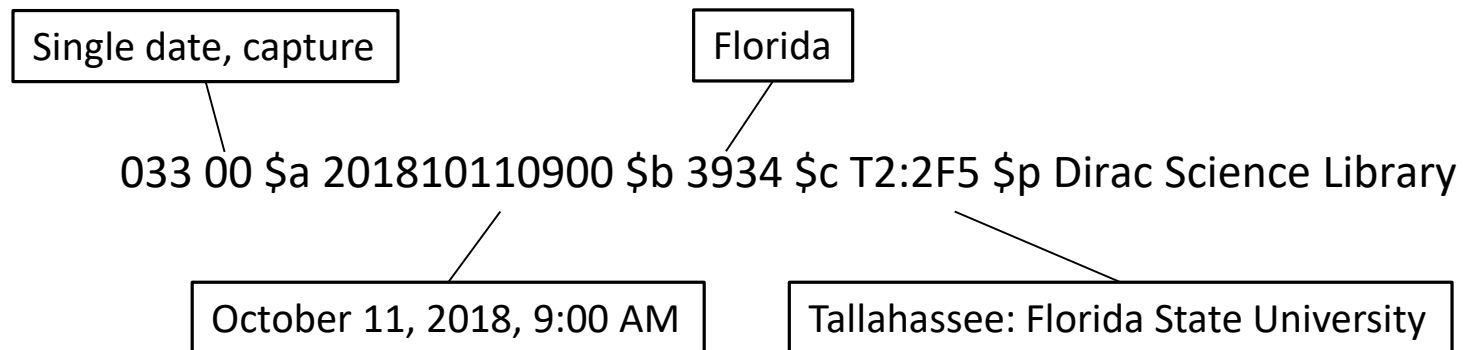 Single date, capture
Florida
033 00 $a 201810110900 $b 3934 $c T2:2F5 $p Dirac Science Library
October 11, 2018, 9:00 AM
Tallahassee: Florida State University